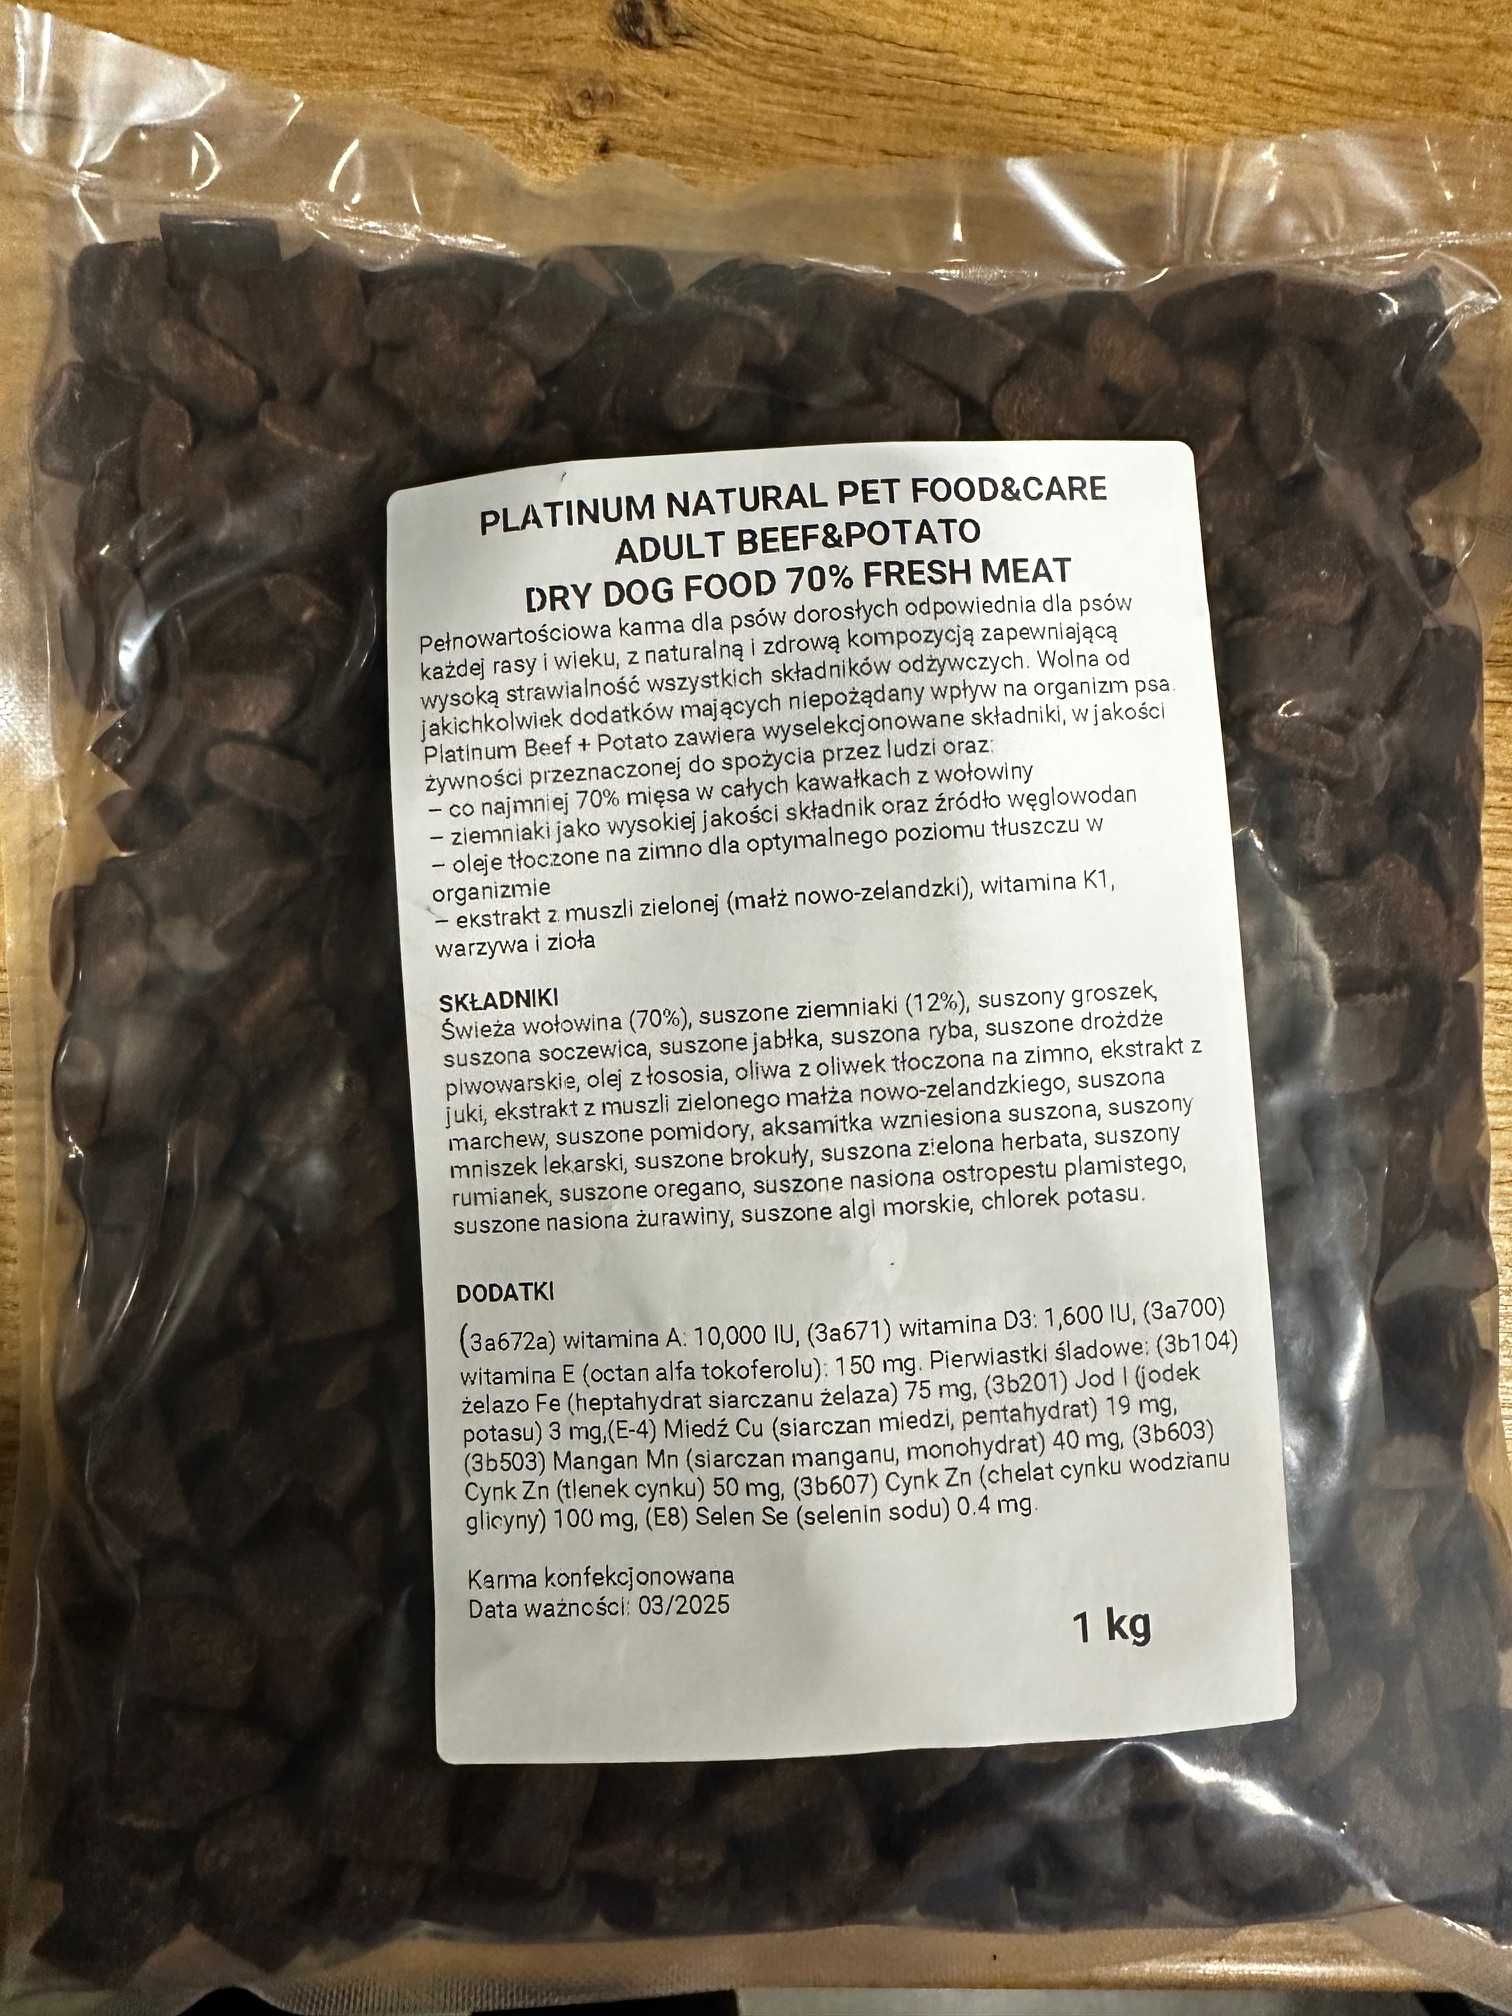 PLATINUM NATURAL PET FOOD&CARE
ADULT BEEF&POTATO
DRY DOG FOOD 70% FRESH MEAT
Pełnowartościowa karma dla psów dorosłych odpowiednia dla psów
każdej rasy i wieku, z naturalną i zdrową kompozycją zapewniającą
wysoką strawialność wszystkich składników odżywczych. Wolna od
jakichkolwiek dodatków mających niepożądany wpływ na organizm psa.
Platinum Beef + Potato zawiera wyselekcjonowane składniki, w jakości
żywności przeznaczonej do spożycia przez ludzi oraz:
– co najmniej 70% mięsa w całych kawałkach z wołowiny
– ziemniaki jako wysokiej jakości składnik oraz źródło węglowodan
– oleje tłoczone na zimno dla optymalnego poziomu tłuszczu w
organizmie
– ekstrakt z muszli zielonej (małż nowo-zelandzki), witamina K1,
warzywa i zioła
SKŁADNIKI
Świeża wołowina (70%), suszone ziemniaki (12%), suszony groszek,
suszona soczewica, suszone jabłka, suszona ryba, suszone drożdże
piwowarskie, olej z łososia, oliwa z oliwek tłoczona na zimno, ekstrakt z
juki, ekstrakt z muszli zielonego małża nowo-zelandzkiego, suszona
marchew, suszone pomidory, aksamitka wzniesiona suszona, suszony
mniszek lekarski, suszone brokuły, suszona zielona herbata, suszony
rumianek, suszone oregano, suszone nasiona ostropestu plamistego,
suszone nasiona żurawiny, suszone algi morskie, chlorek potasu.
DODATKI
(3a672a) witamina A: 10,000 IU, (3a671) witamina D3: 1,600 IU, (3a700)
witamina E (octan alfa tokoferolu): 150 mg. Pierwiastki śladowe: (3b104)
żelazo Fe (heptahydrat siarczanu żelaza) 75 mg, (3b201) Jod I (jodek
potasu) 3 mg,(E-4) Miedź Cu (siarczan miedzi, pentahydrat) 19 mg,
(3b503) Mangan Mn (siarczan manganu, monohydrat) 40 mg, (3b603)
Cynk Zn (tlenek cynku) 50 mg, (3b607) Cynk Zn (chelat cynku wodzianu
glicyny) 100 mg, (E8) Selen Se (selenin sodu) 0.4 mg.
Karma konfekcjonowana
Data ważności: 03/2025
1 kg